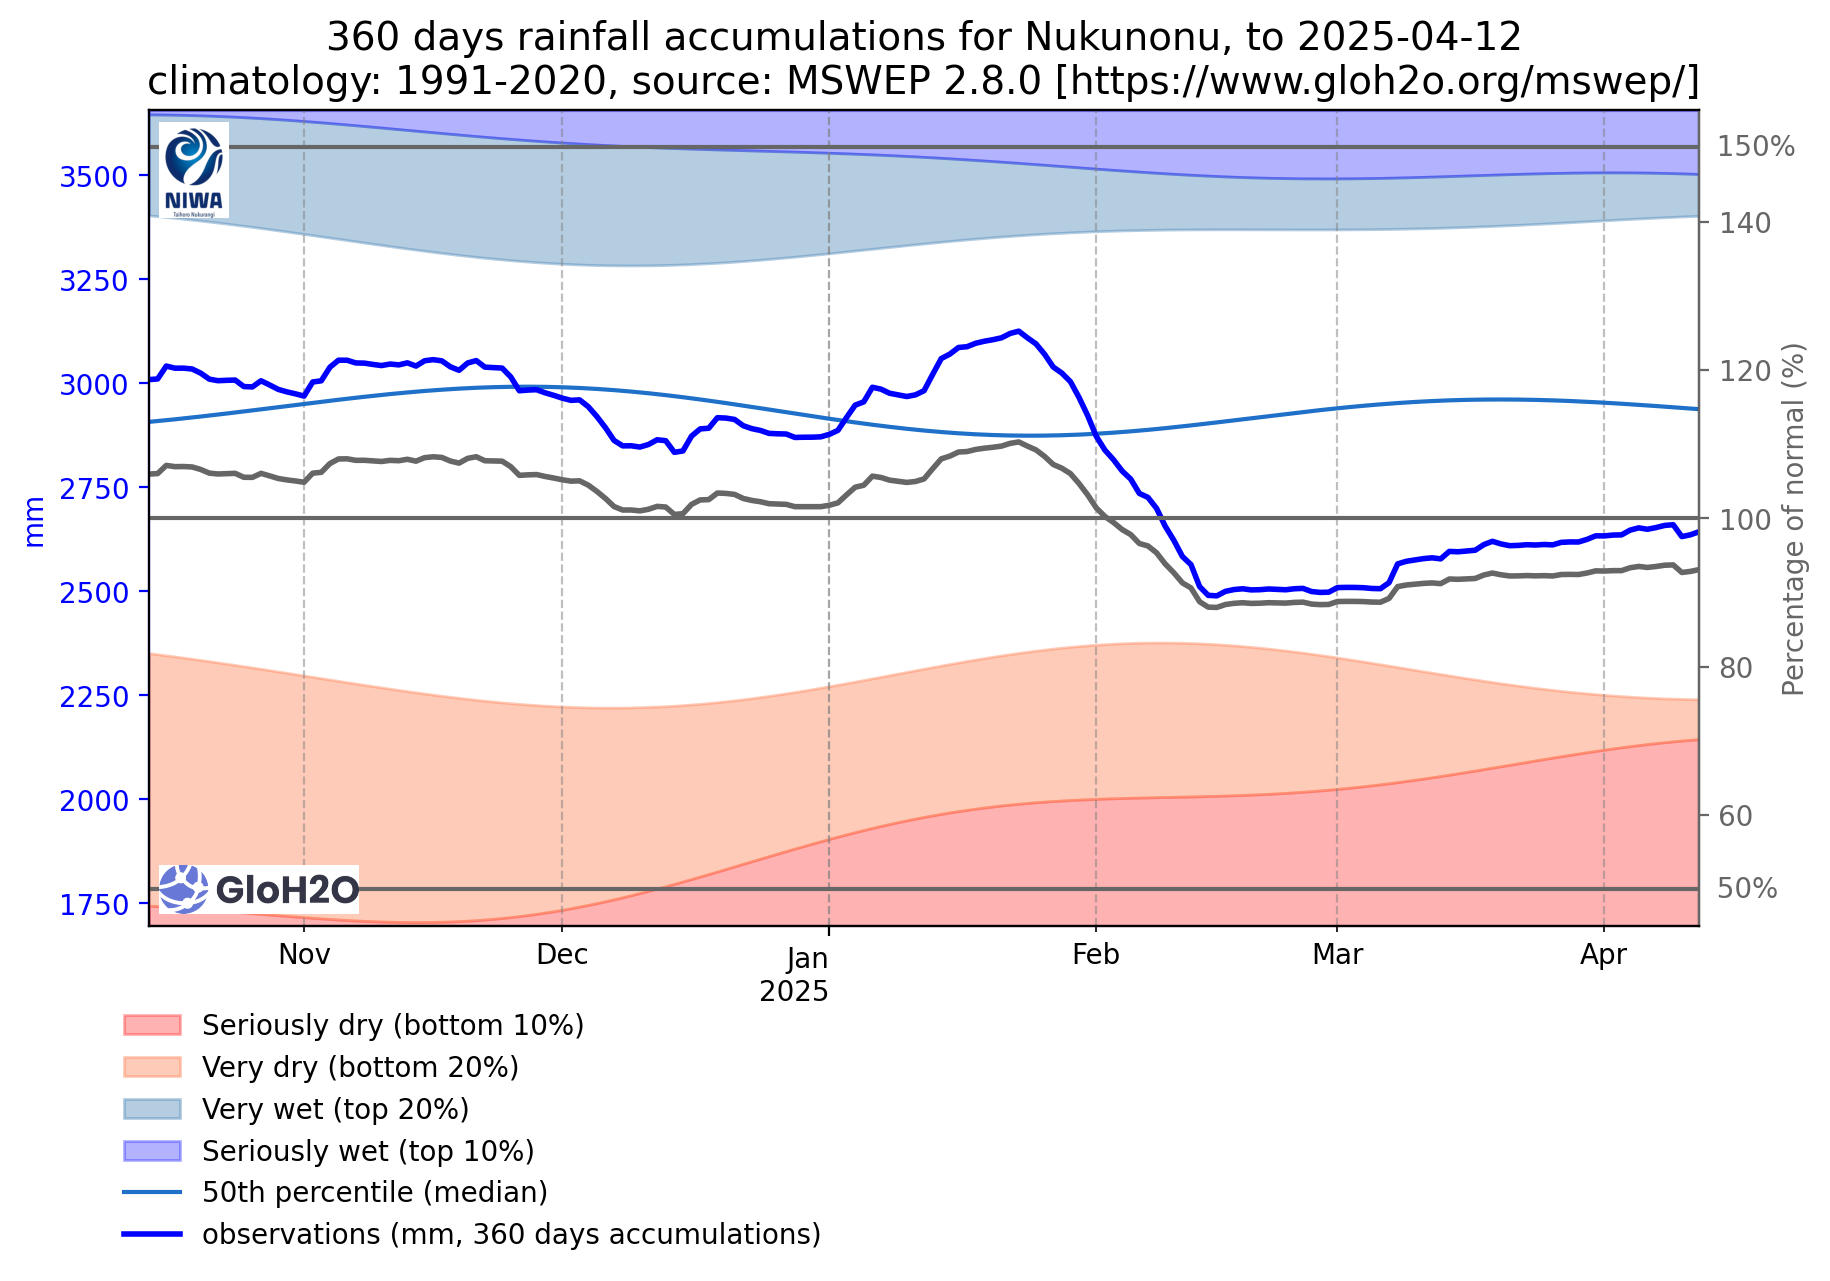 360 days rainfall accumulations for Nukunonu, to 2025-04-12
climatology: 1991-2020, source: MSWEP 2.8.0 [https://www.gloh2o.org/mswep/]
NIWA
Taihoro Nukurangi
3500
3250
3000
2750
2500
2250
2000
1750
mm
150%
140
120
100
80
60
50%
Percentage of normal (%)
GloH2O
Nov
Dec
Jan
2025
Feb
Mar
Apr
Seriously dry (bottom 10%)
Very dry (bottom 20%)
Very wet (top 20%)
Seriously wet (top 10%)
50th percentile (median)
observations (mm, 360 days accumulations)